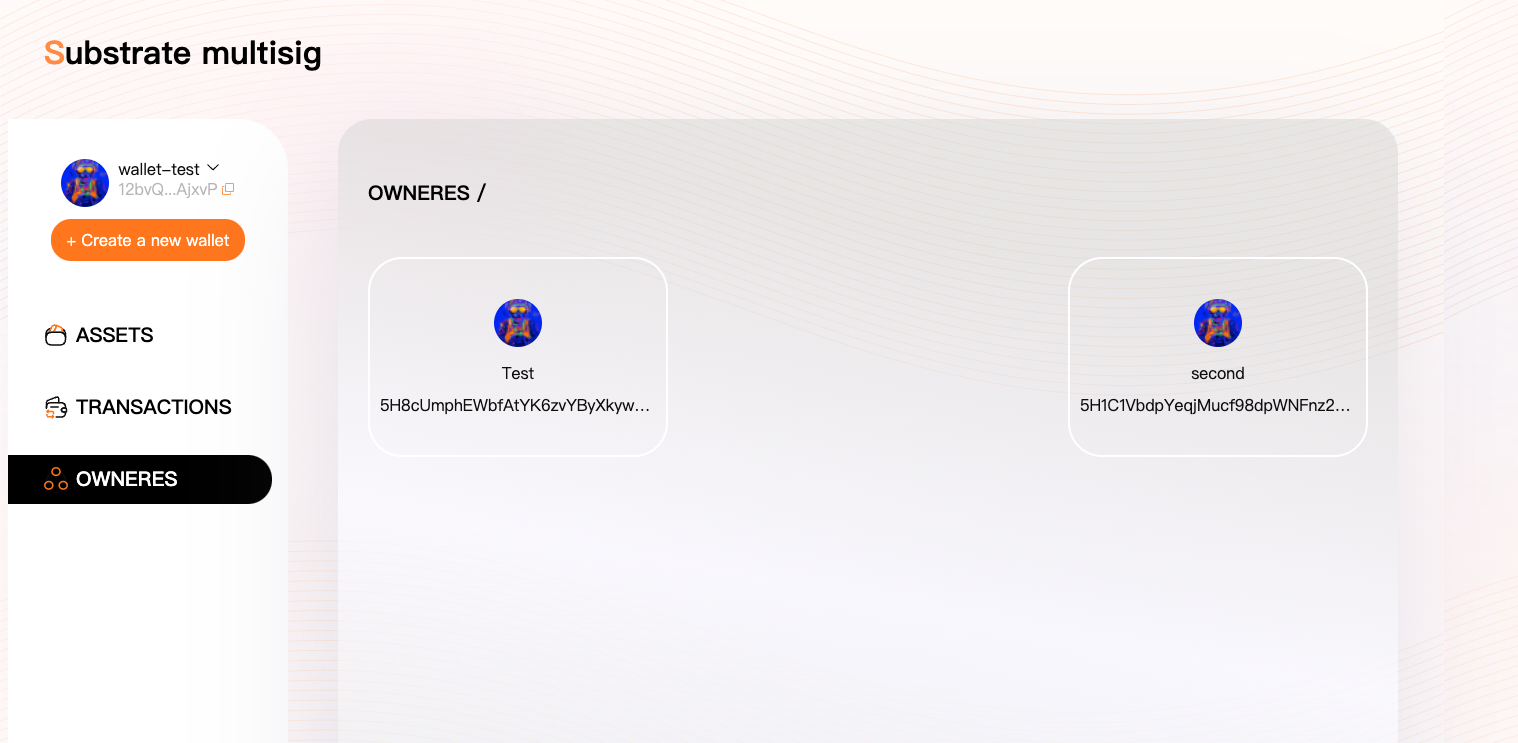 Substrate multisig
wallet-test
12bvQ...AjxvP
+ Create a new wallet
ASSETS
TRANSACTIONS
OWNERES
OWNERES /
Test
5H8cUmphEWbfAtYK6zvYByXkyw...
second
5H1C1VbdpYeqjMucf98dpWNFnz2...